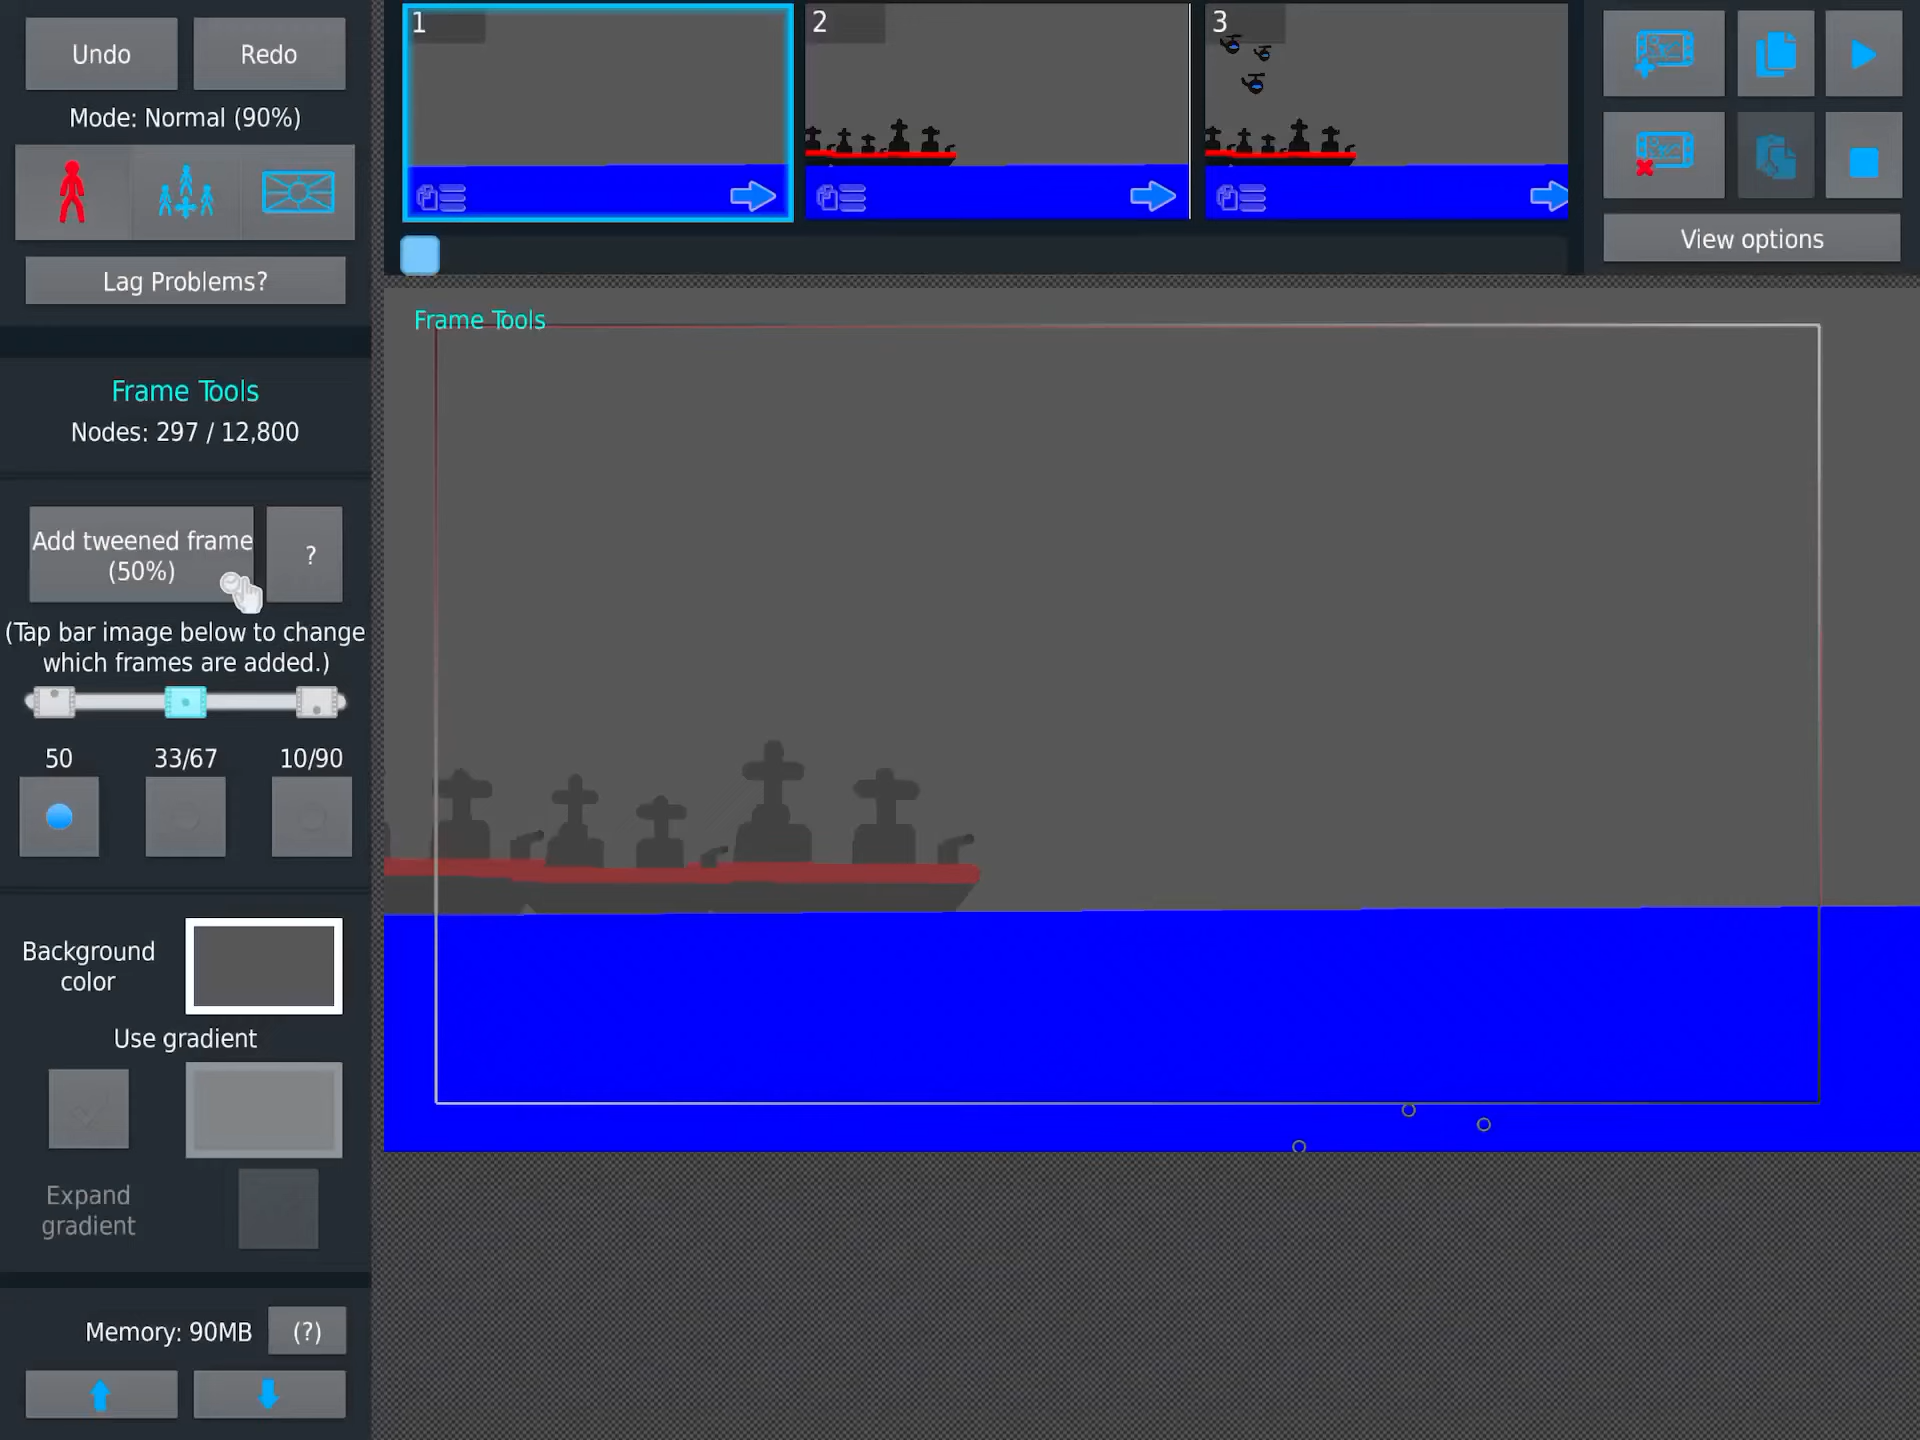 Undo
Redo
Mode: Normal (90%)
Lag Problems?
Frame Tools
Nodes: 297 / 12,800
Add tweened frame
(50%)
?
(Tap bar image below to change
which frames are added.)
50
33/67
10/90
Background
color
Use gradient
Expand
gradient
Memory: 90MB
(?)
1
2
3
View options
Frame Tools